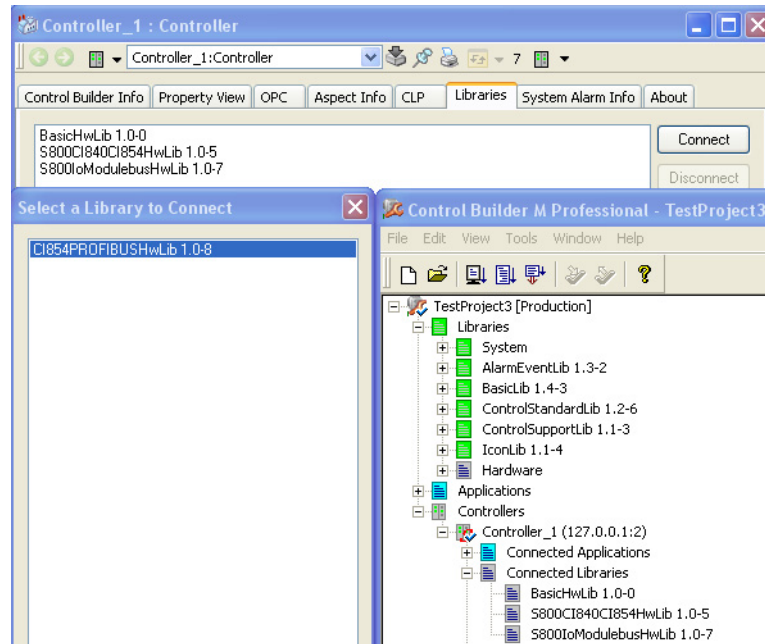 Controller_1 : Controller
Controller_1:Controller 7
Control Builder Info Property View OPC Aspect Info CLP Libraries System Alarm Info About
BasicHwLib 1.0-0
S800CI840CI854HwLib 1.0-5
S800IoModulebusHwLib 1.0-7
Connect
Disconnect
Select a Library to Connect
CI854PROFIBUSHwLib 1.0-8
Control Builder M Professional - TestProject3
File Edit View Tools Window Help
TestProject3 [Production]
Libraries
System
AlarmEventLib 1.3-2
BasicLib 1.4-3
ControlStandardLib 1.2-6
ControlSupportLib 1.1-3
IconLib 1.1-4
Hardware
Applications
Controllers
Controller_1 (127.0.0.1:2)
Connected Applications
Connected Libraries
BasicHwLib 1.0-0
S800CI840CI854HwLib 1.0-5
S800IoModulebusHwLib 1.0-7